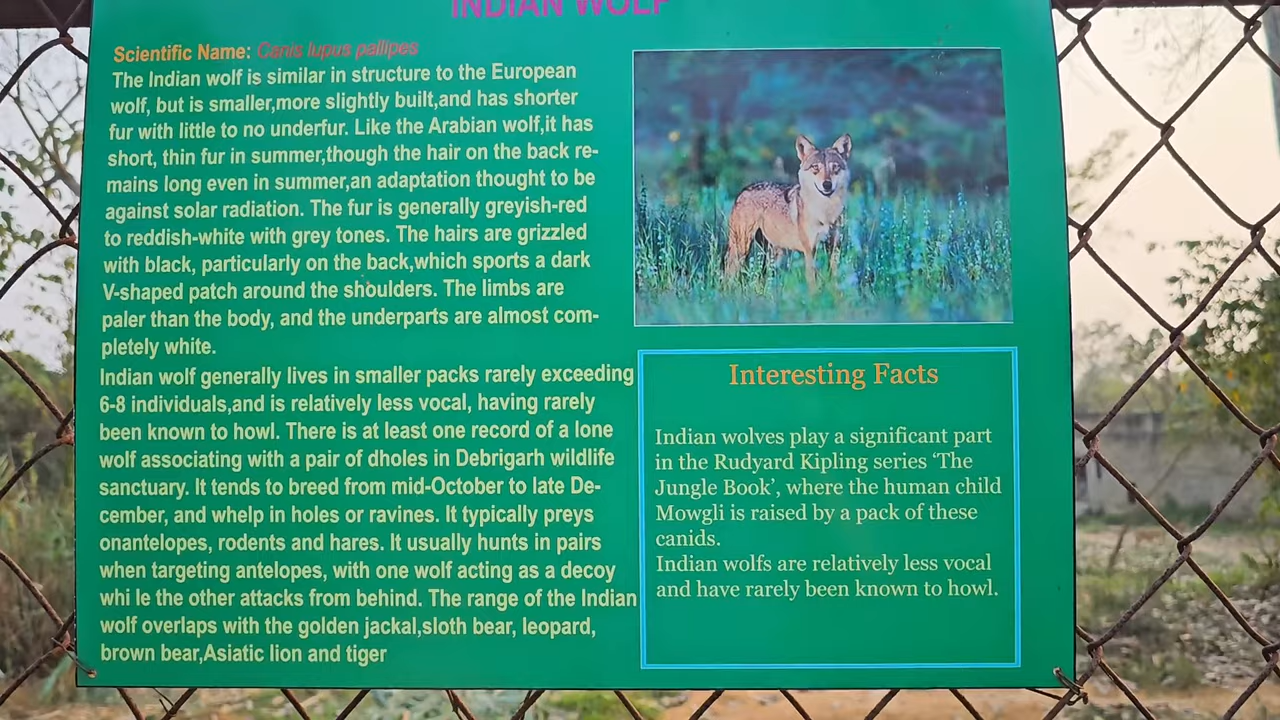 INDIAN WOLF
Scientific Name: Canis lupus pallipes
The Indian wolf is similar in structure to the European
wolf, but is smaller,more slightly built,and has shorter
fur with little to no underfur. Like the Arabian wolf,it has
short, thin fur in summer,though the hair on the back re-
mains long even in summer,an adaptation thought to be
against solar radiation. The fur is generally greyish-red
to reddish-white with grey tones. The hairs are grizzled
with black, particularly on the back,which sports a dark
V-shaped patch around the shoulders. The limbs are
paler than the body, and the underparts are almost com-
pletely white.
Indian wolf generally lives in smaller packs rarely exceeding
6-8 individuals,and is relatively less vocal, having rarely
been known to howl. There is at least one record of a lone
wolf associating with a pair of dholes in Debrigarh wildlife
sanctuary. It tends to breed from mid-October to late De-
cember, and whelp in holes or ravines. It typically preys
onantelopes, rodents and hares. It usually hunts in pairs
when targeting antelopes, with one wolf acting as a decoy
whi le the other attacks from behind. The range of the Indian
wolf overlaps with the golden jackal,sloth bear, leopard,
brown bear,Asiatic lion and tiger
Interesting Facts
Indian wolves play a significant part
in the Rudyard Kipling series ‘The
Jungle Book’, where the human child
Mowgli is raised by a pack of these
canids.
Indian wolfs are relatively less vocal
and have rarely been known to howl.